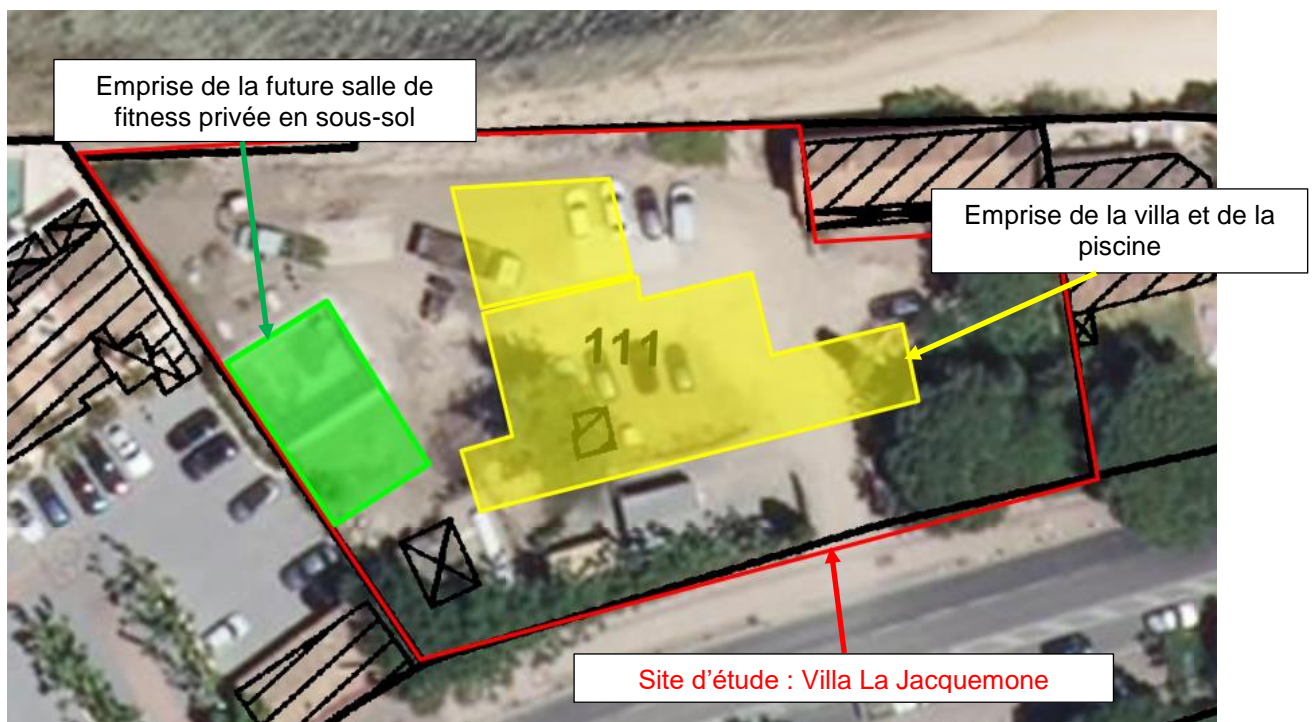 Emprise de la future salle de
fitness privée en sous-sol
Emprise de la villa et de la
piscine
111
Site d'étude : Villa La Jacquemone